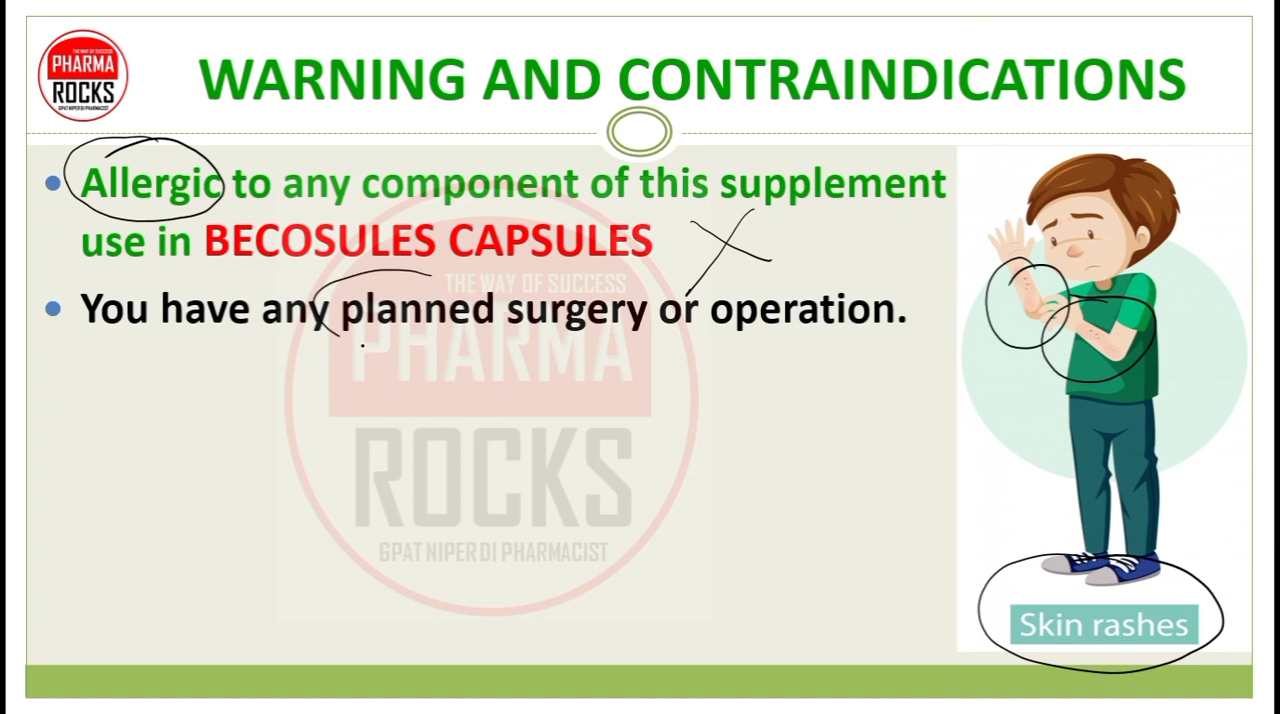 THE WAY OF SUCCESS
PHARMA
ROCKS
GPAT NIPER DI PHARMACIST
WARNING AND CONTRAINDICATIONS
Allergic to any component of this supplement
use in BECOSULES CAPSULES
You have any planned surgery or operation.
THE WAY OF SUCCESS
PHARMA
ROCKS
GPAT NIPER DI PHARMACIST
Skin rashes